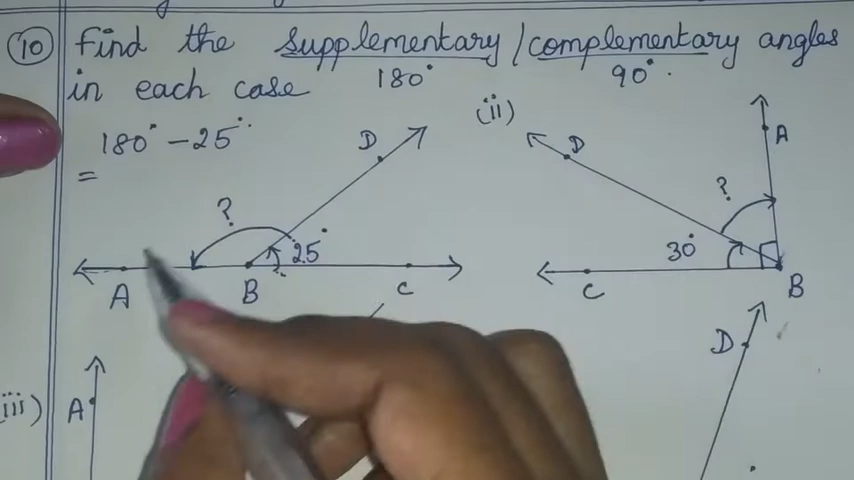 (10) Find the supplementary/complementary angles
in each case 180° 90°.
180° - 25°
=
D
?
25°
A B C
(ii)
D A
?
30°
C B
(iii) A
D